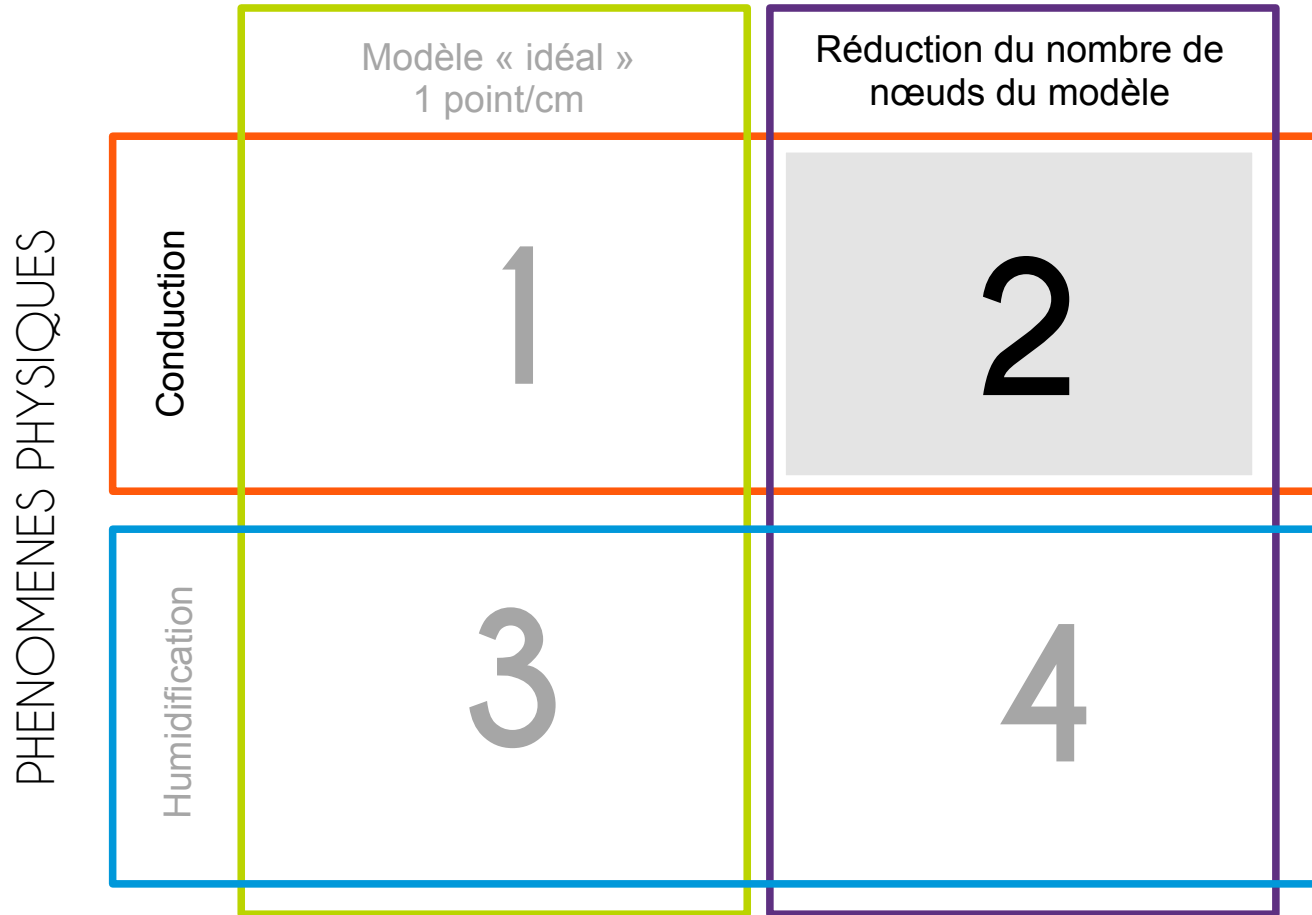 Modèle « idéal »
1 point/cm
Réduction du nombre de
nœuds du modèle
PHENOMENES PHYSIQUES
Conduction
1
2
Humidification
3
4